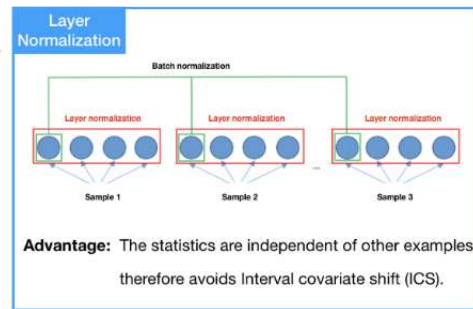 Layer
Normalization
Batch normalization
Layer normalization
Layer normalization
Layer normalization
...
Sample 1
Sample 2
Sample 3
Advantage: The statistics are independent of other examples
therefore avoids Interval covariate shift (ICS).